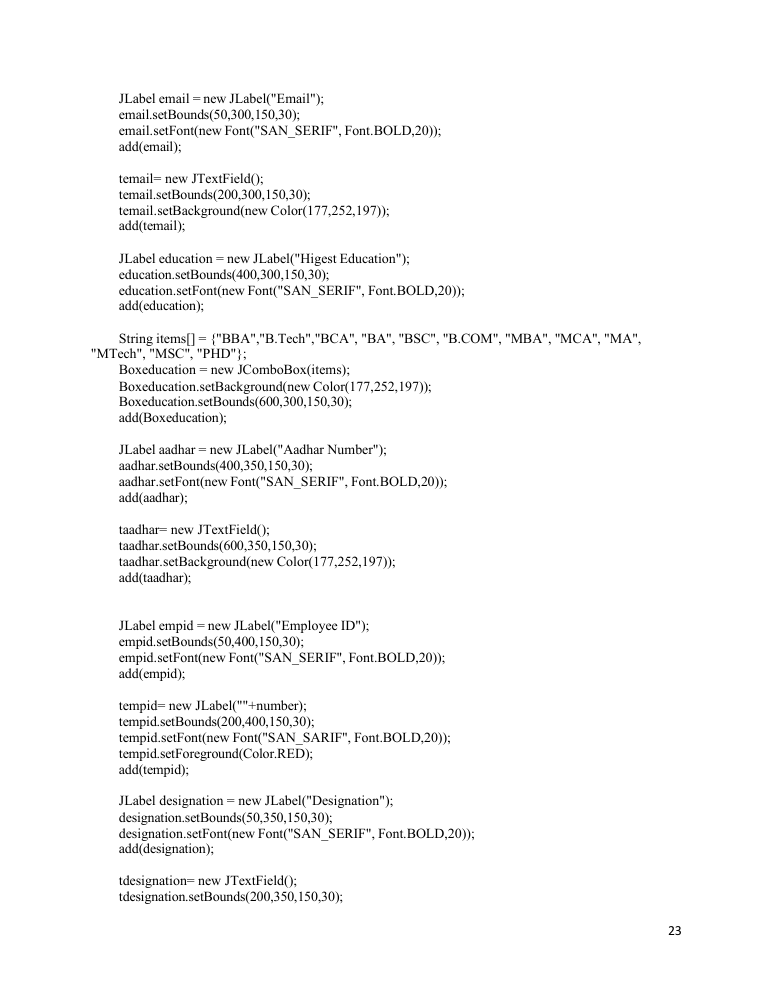 JLabel email = new JLabel("Email");
email.setBounds(50,300,150,30);
email.setFont(new Font("SAN_SERIF", Font.BOLD,20));
add(email);
temail= new JTextField();
temail.setBounds(200,300,150,30);
temail.setBackground(new Color(177,252,197));
add(temail);
JLabel education = new JLabel("Higest Education");
education.setBounds(400,300,150,30);
education.setFont(new Font("SAN_SERIF", Font.BOLD,20));
add(education);
String items[] = {"BBA","B.Tech","BCA", "BA", "BSC", "B.COM", "MBA", "MCA", "MA",
"MTech", "MSC", "PHD"};
Boxeducation = new JComboBox(items);
Boxeducation.setBackground(new Color(177,252,197));
Boxeducation.setBounds(600,300,150,30);
add(Boxeducation);
JLabel aadhar = new JLabel("Aadhar Number");
aadhar.setBounds(400,350,150,30);
aadhar.setFont(new Font("SAN_SERIF", Font.BOLD,20));
add(aadhar);
taadhar= new JTextField();
taadhar.setBounds(600,350,150,30);
taadhar.setBackground(new Color(177,252,197));
add(taadhar);
JLabel empid = new JLabel("Employee ID");
empid.setBounds(50,400,150,30);
empid.setFont(new Font("SAN_SERIF", Font.BOLD,20));
add(empid);
tempid= new JLabel(""+number);
tempid.setBounds(200,400,150,30);
tempid.setFont(new Font("SAN_SARIF", Font.BOLD,20));
tempid.setForeground(Color.RED);
add(tempid);
JLabel designation = new JLabel("Designation");
designation.setBounds(50,350,150,30);
designation.setFont(new Font("SAN_SERIF", Font.BOLD,20));
add(designation);
tdesignation= new JTextField();
tdesignation.setBounds(200,350,150,30);
23